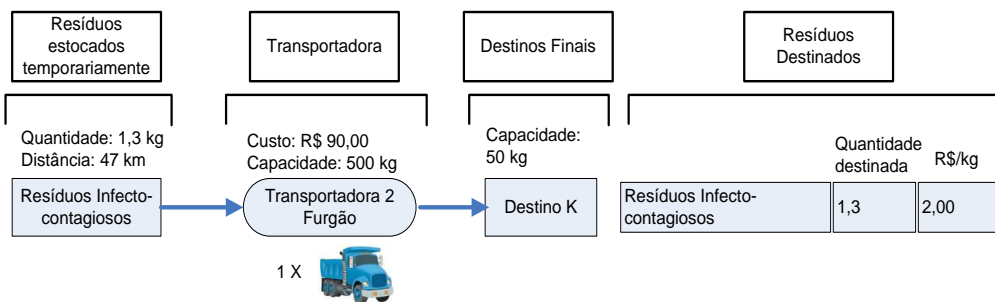 Resíduos
estocados
temporariamente
Transportadora
Destinos Finais
Resíduos
Destinados
Quantidade: 1,3 kg
Distância: 47 km
Custo: R$ 90,00
Capacidade: 500 kg
Capacidade:
50 kg
Quantidade
destinada
R$/kg
Resíduos Infecto-
contagiosos
Transportadora 2
Furgão
Destino K
Resíduos Infecto-
contagiosos
1,3
2,00
1 X